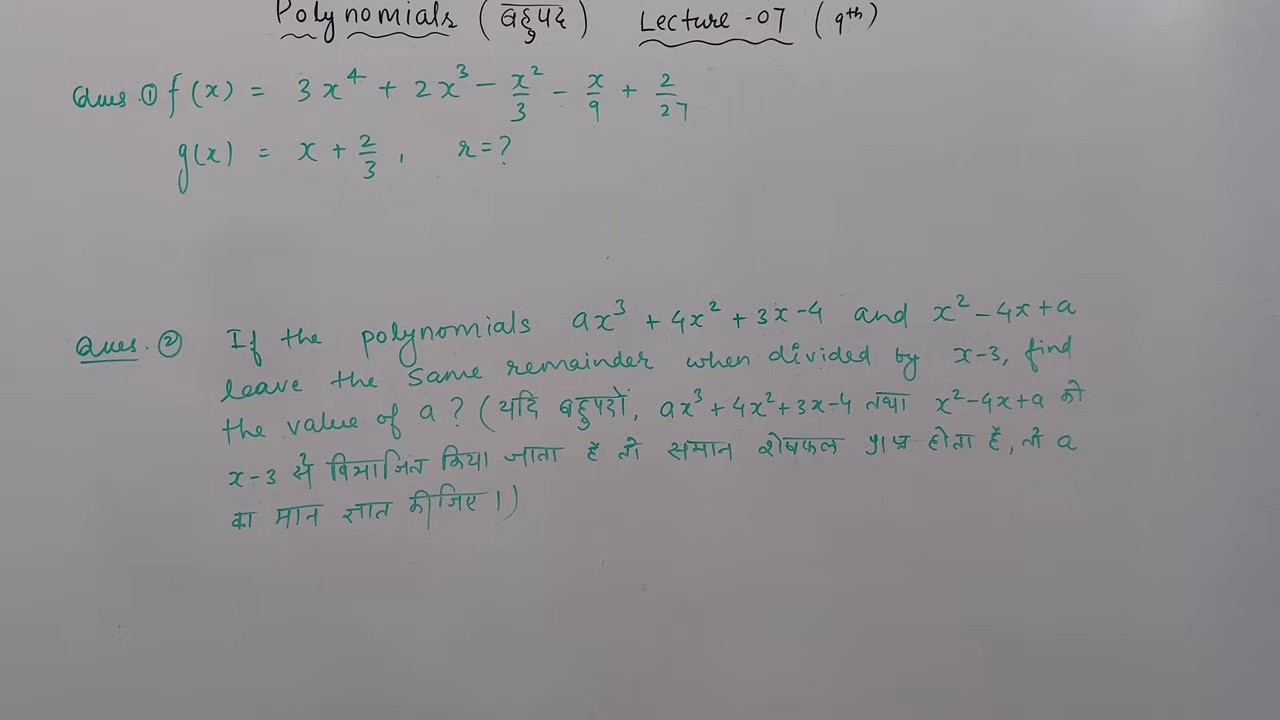 Polynomials (बहुपद) Lecture -07 (9th)
Ques. ① f(x) = 3x⁴ + 2x³ - x²/3 - x/9 + 2/27
g(x) = x + 2/3, r = ?
Ques. ② If the polynomials ax³ + 4x² + 3x - 4 and x² - 4x + a
leave the same remainder when divided by x-3, find
the value of a ? (यदि बहुपदों, ax³ + 4x² + 3x - 4 तथा x² - 4x + a को
x-3 से विभाजित किया जाता है तो समान शेषफल प्राप्त होता है, तो a
का मान ज्ञात कीजिए।)